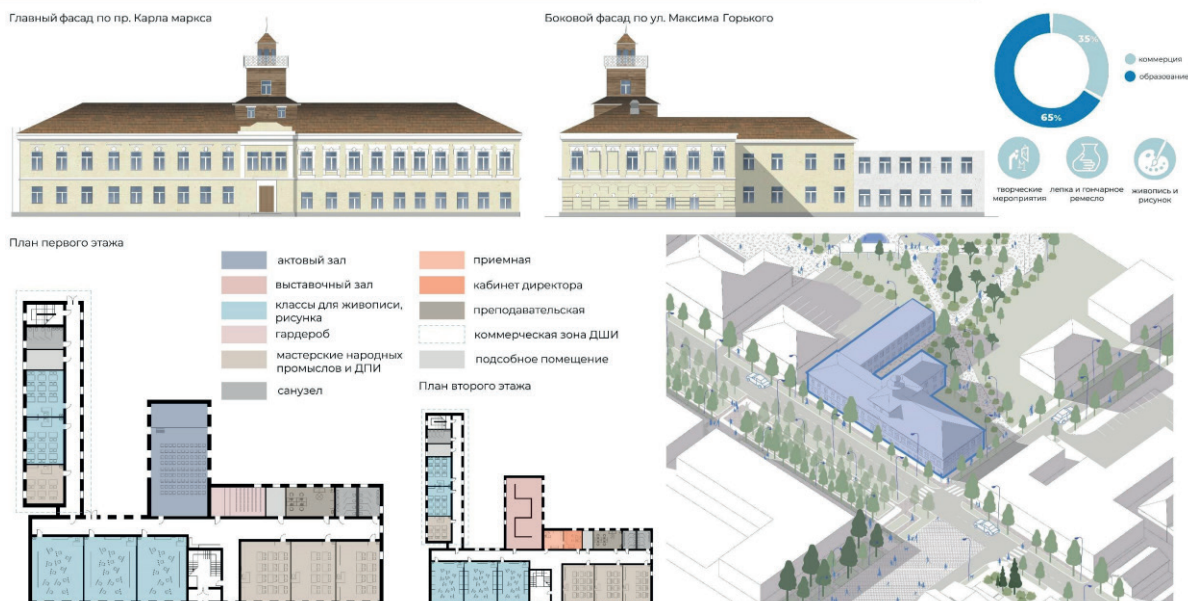 Главный фасад по пр. Карла маркса
Боковой фасад по ул. Максима Горького
35%
65%
коммерция
образование
творческие
мероприятия
лепка и гончарное
ремесло
живопись и
рисунок
План первого этажа
актовый зал
выставочный зал
классы для живописи,
рисунка
гардероб
мастерские народных
промыслов и ДПИ
санузел
приемная
кабинет директора
преподавательская
коммерческая зона ДШИ
подсобное помещение
План второго этажа